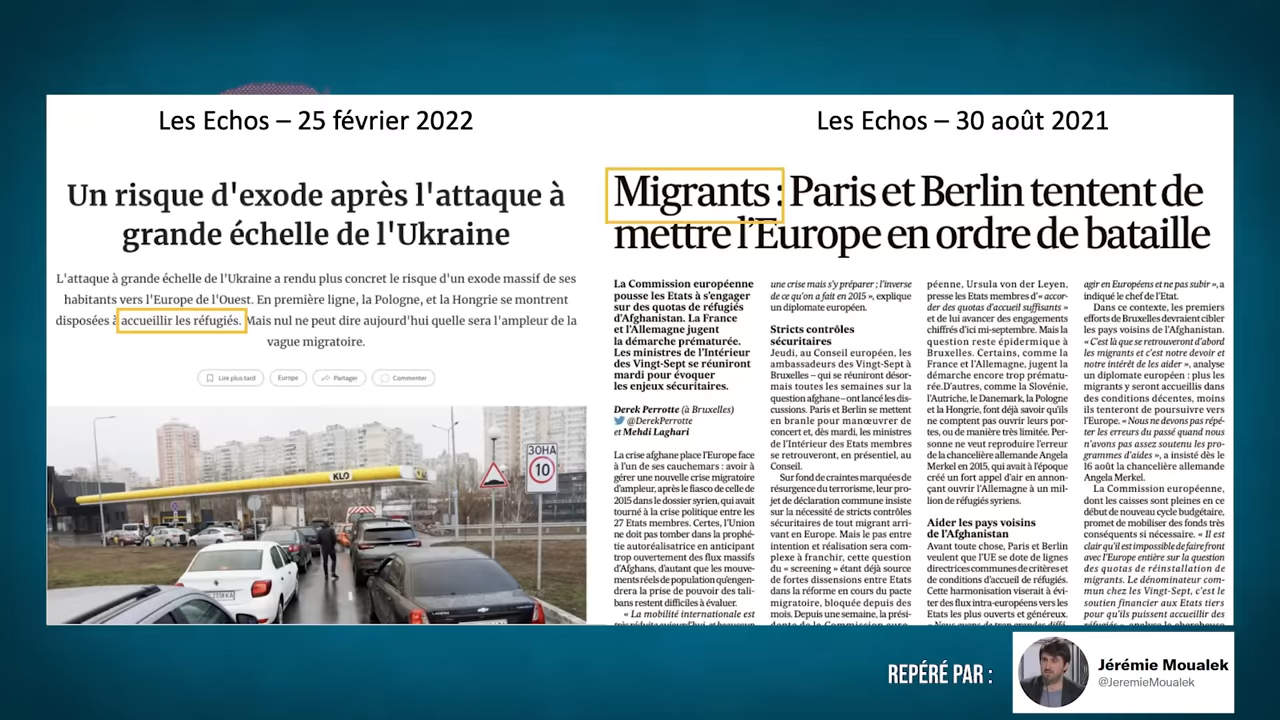 Les Echos – 25 février 2022
Les Echos – 30 août 2021
Un risque d'exode après l'attaque à
grande échelle de l'Ukraine
L'attaque à grande échelle de l'Ukraine a rendu plus concret le risque d'un exode massif de ses
habitants vers l'Europe de l'Ouest. En première ligne, la Pologne, et la Hongrie se montrent
disposées à accueillir les réfugiés. Mais nul ne peut dire aujourd'hui quelle sera l'ampleur de la
vague migratoire.
Lire plus tard
Europe
Partager
Commenter
KLO
ЗОНА
10
Migrants : Paris et Berlin tentent de
mettre l'Europe en ordre de bataille
La Commission européenne
pousse les Etats à s'engager
sur des quotas de réfugiés
d'Afghanistan. La France
et l'Allemagne jugent
la démarche prématurée.
Les ministres de l'Intérieur
des Vingt-Sept se réuniront
mardi pour évoquer
les enjeux sécuritaires.
Derek Perrotte (à Bruxelles)
@DerekPerrotte
et Mehdi Laghari
La crise afghane place l'Europe face
à l'un de ses cauchemars : avoir à
gérer une nouvelle crise migratoire
d'ampleur, après le fiasco de celle de
2015 dans le dossier syrien, qui avait
tourné à la crise politique entre les
27 Etats membres. Certes, l'Union
ne doit pas tomber dans la prophé-
tie autoréalisatrice en anticipant
trop ouvertement des flux massifs
d'Afghans, d'autant que les mouve-
ments réels de population qu'engen-
drera la prise de pouvoir des tali-
bans restent difficiles à évaluer.
« La mobilité internationale est
très réduite aujourd'hui, et beaucoup
une crise mais s'y préparer ; l'inverse
de ce qu'on a fait en 2015 », explique
un diplomate européen.
Stricts contrôles
sécuritaires
Jeudi, au Conseil européen, les
ambassadeurs des Vingt-Sept à
Bruxelles – qui se réuniront désor-
mais toutes les semaines sur la
question afghane – ont lancé les dis-
cussions. Paris et Berlin se mettent
en branle pour manœuvrer de
concert et, dès mardi, les ministres
de l'Intérieur des Etats membres
se retrouveront, en présentiel, au
Conseil.
Sur fond de craintes marquées de
résurgence du terrorisme, leur pro-
jet de déclaration commune insiste
sur la nécessité de stricts contrôles
sécuritaires de tout migrant arri-
vant en Europe. Mais le pas entre
intention et réalisation sera com-
plexe à franchir, cette question
du « screening » étant déjà source
de fortes dissensions entre Etats
dans la réforme en cours du pacte
migratoire, bloquée depuis des
mois. Depuis une semaine, la prési-
dente de la Commission euro-
péenne, Ursula von der Leyen,
presse les Etats membres d'« accor-
der des quotas d'accueil suffisants »
et de lui avancer des engagements
chiffrés d'ici mi-septembre. Mais la
question reste épidermique à
Bruxelles. Certains, comme la
France et l'Allemagne, jugent la
démarche encore trop prématu-
rée. D'autres, comme la Slovénie,
l'Autriche, le Danemark, la Pologne
et la Hongrie, font déjà savoir qu'ils
ne comptent pas ouvrir leurs por-
tes, ou de manière très limitée. Per-
sonne ne veut reproduire l'erreur
de la chancelière allemande Angela
Merkel en 2015, qui avait à l'époque
créé un fort appel d'air en annon-
çant ouvrir l'Allemagne à un mil-
lion de réfugiés syriens.
Aider les pays voisins
de l'Afghanistan
Avant toute chose, Paris et Berlin
veulent que l'UE se dote de lignes
directrices communes de critères et
de conditions d'accueil de réfugiés.
Cette harmonisation viserait à évi-
ter des flux intra-européens vers les
Etats les plus ouverts et généreux.
agir en Européens et ne pas subir », a
indiqué le chef de l'Etat.
Dans ce contexte, les premiers
efforts de Bruxelles devraient cibler
les pays voisins de l'Afghanistan.
« C'est là que se retrouveront d'abord
les migrants et c'est notre devoir et
notre intérêt de les aider », analyse
un diplomate européen : plus les
migrants y seront accueillis dans
des conditions décentes, moins
ils tenteront de poursuivre vers
l'Europe. « Nous ne devons pas répé-
ter les erreurs du passé quand nous
n'avons pas assez soutenu les pro-
grammes d'aides », a insisté dès le
16 août la chancelière allemande
Angela Merkel.
La Commission européenne,
dont les caisses sont pleines en ce
début de nouveau cycle budgétaire,
promet de mobiliser des fonds très
conséquents si nécessaire. « Il est
clair qu'il est impossible de faire front
avec l'Europe entière sur la question
des quotas de réinstallation de
migrants. Le dénominateur com-
mun chez les Vingt-Sept, c'est le
soutien financier aux Etats tiers
pour qu'ils puissent accueillir des
REPÉRÉ PAR :
Jérémie Moualek
@JeremieMoualek